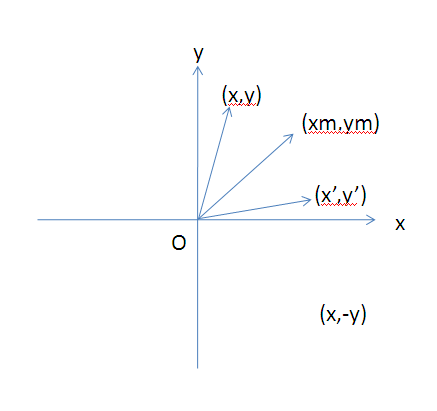 y
(x,y)
(xm,ym)
(x’,y’)
x
O
(x,-y)